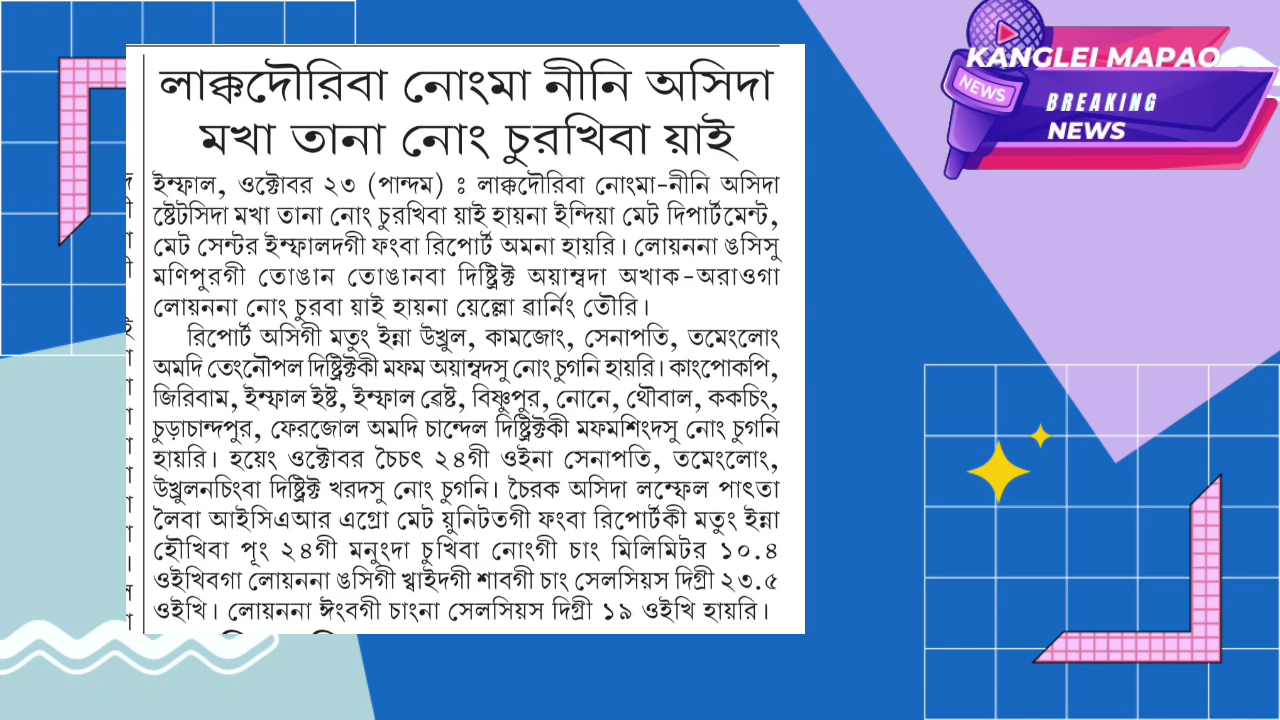 KANGLEI MAPAO
NEWS
BREAKING
NEWS
লাক্কদৌরিবা নোংমা নীনি অসিদা
মখা তানা নোং চুরখিবা য়াই
ইম্ফাল, ওক্টোবর ২৩ (পান্দম) ঃ লাক্কদৌরিবা নোংমা-নীনি অসিদা
ষ্টেটসিদা মখা তানা নোং চুরখিবা য়াই হায়না ইন্দিয়া মেট দিপার্টমেন্ট,
মেট সেন্টর ইম্ফালদগী ফংবা রিপোর্ট অমনা হায়রি। লোয়ননা ঙসিসু
মণিপুরগী তোঙান তোঙানবা দিষ্ট্রিক্ট অয়াম্বদা অখাক-অরাওগা
লোয়ননা নোং চুরবা য়াই হায়না য়েল্লো ৱার্নিং তৌরি।
রিপোর্ট অসিগী মতুং ইন্না উখ্রুল, কামজোং, সেনাপতি, তমেংলোং
অমদি তেংনৌপল দিষ্ট্রিক্টকী মফম অয়াম্বদসু নোং চুগনি হায়রি। কাংপোকপি,
জিরিবাম, ইম্ফাল ইষ্ট, ইম্ফাল ৱেষ্ট, বিষ্ণুপুর, নোনে, থৌবাল, ককচিং,
চুড়াচান্দপুর, ফেরজোল অমদি চান্দেল দিষ্ট্রিক্টকী মফমশিংদসু নোং চুগনি
হায়রি। হয়েং ওক্টোবর চৈচৎ ২৪গী ওইনা সেনাপতি, তমেংলোং,
উখ্রুলনচিংবা দিষ্ট্রিক্ট খরদসু নোং চুগনি। চৈরক অসিদা লম্ফেল পাৎতা
লৈবা আইসিএআর এগ্রো মেট য়ুনিটতগী ফংবা রিপোর্টকী মতুং ইন্না
হৌখিবা পূং ২৪গী মনুংদা চুখিবা নোংগী চাং মিলিমিটর ১০.৪
ওইখিবগা লোয়ননা ঙসিগী খ্বাইদগী শাবগী চাং সেলসিয়স দিগ্রী ২৩.৫
ওইখি। লোয়ননা ঈংবগী চাংনা সেলসিয়স দিগ্রী ১৯ ওইখি হায়রি।